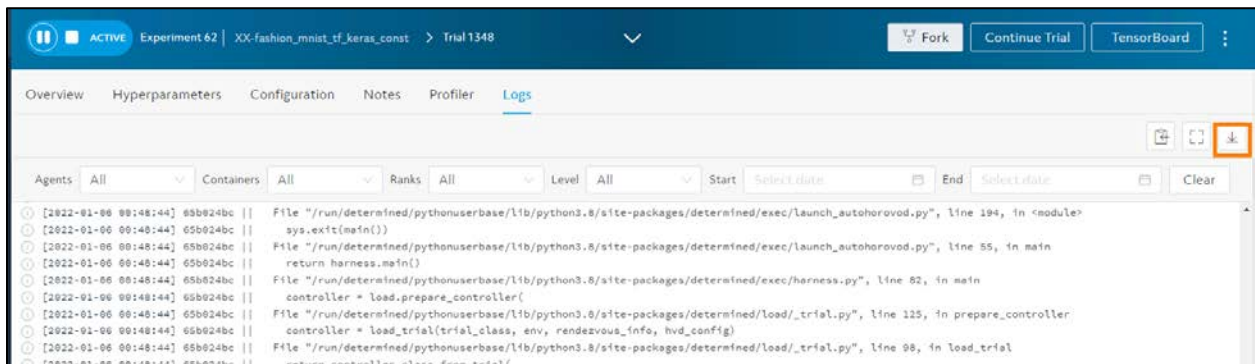 ACTIVE Experiment 62 | XX-fashion_mnist_tf_keras_const > Trial 1348 Fork Continue Trial TensorBoard
Overview Hyperparameters Configuration Notes Profiler Logs
Agents All Containers All Ranks All Level All Start Select date End Select date Clear
[2022-01-06 00:48:44] 65b024bc || File "/run/determined/pythonuserbase/lib/python3.8/site-packages/determined/exec/launch_autohorovod.py", line 194, in <module>
[2022-01-06 00:48:44] 65b024bc || sys.exit(main())
[2022-01-06 00:48:44] 65b024bc || File "/run/determined/pythonuserbase/lib/python3.8/site-packages/determined/exec/launch_autohorovod.py", line 55, in main
[2022-01-06 00:48:44] 65b024bc || return harness.main()
[2022-01-06 00:48:44] 65b024bc || File "/run/determined/pythonuserbase/lib/python3.8/site-packages/determined/exec/harness.py", line 82, in main
[2022-01-06 00:48:44] 65b024bc || controller = load.prepare_controller(
[2022-01-06 00:48:44] 65b024bc || File "/run/determined/pythonuserbase/lib/python3.8/site-packages/determined/load/_trial.py", line 125, in prepare_controller
[2022-01-06 00:48:44] 65b024bc || controller = load_trial(trial_class, env, rendezvous_info, hvd_config)
[2022-01-06 00:48:44] 65b024bc || File "/run/determined/pythonuserbase/lib/python3.8/site-packages/determined/load/_trial.py", line 98, in load_trial
[2022-01-06 00:48:44] 65b024bc || return controller_class.from_trial(